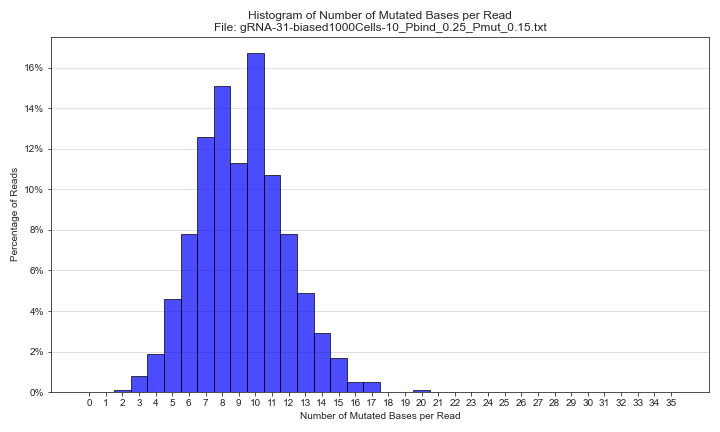 Histogram of Number of Mutated Bases per Read
File: gRNA-31-biased1000Cells-10_Pbind_0.25_Pmut_0.15.txt
16%
14%
12%
10%
8%
6%
4%
2%
0%
Percentage of Reads
0 1 2 3 4 5 6 7 8 9 10 11 12 13 14 15 16 17 18 19 20 21 22 23 24 25 26 27 28 29 30 31 32 33 34 35
Number of Mutated Bases per Read